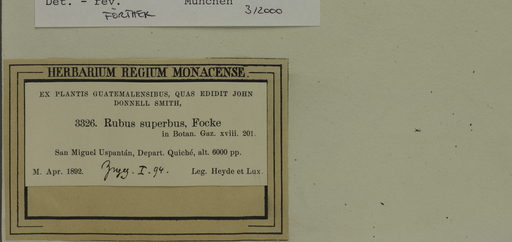 Det. - rev. München
FÖRTHER 3/2000
HERBARIUM REGIUM MONACENSE.
EX PLANTIS GUATEMALENSIBUS, QUAS EDIDIT JOHN
DONNELL SMITH,
3326. Rubus superbus, Focke
in Botan. Gaz. xviii. 201.
San Miguel Uspantán, Depart. Quiché, alt. 6000 pp.
M. Apr. 1892. I. 94. Leg. Heyde et Lux.